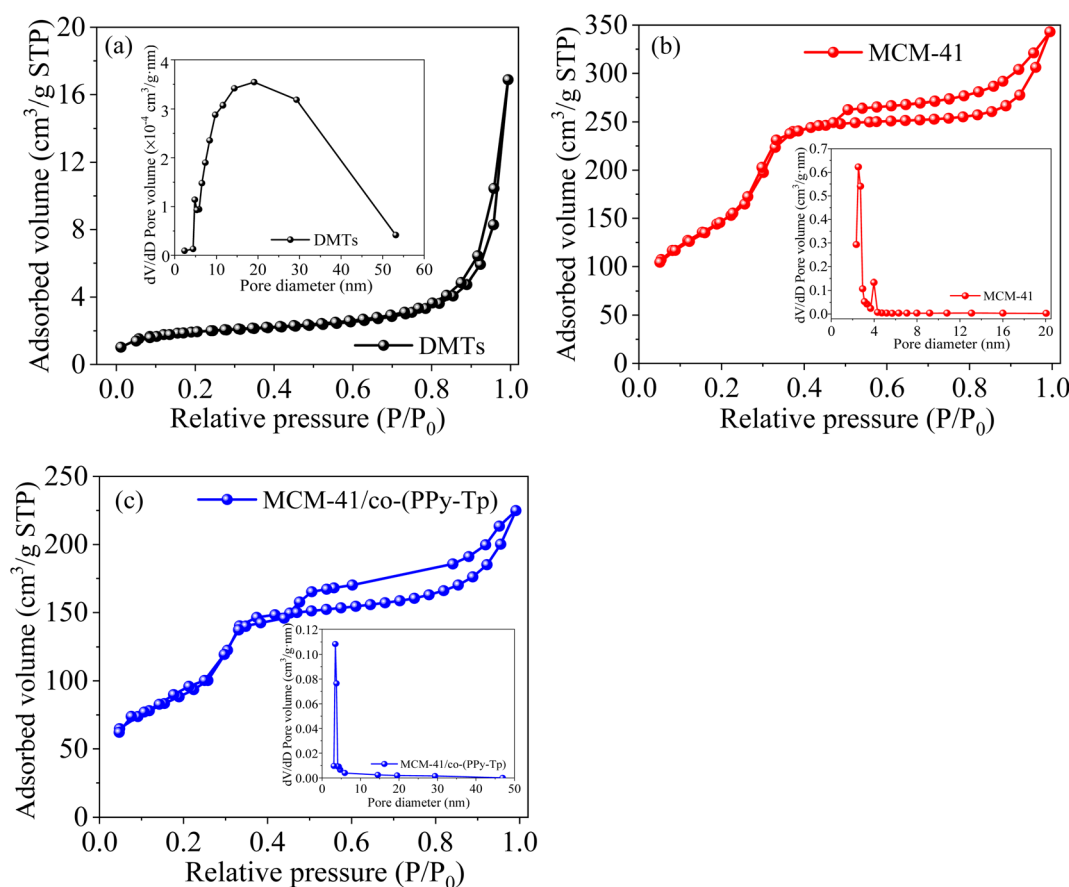 (a)
DMTs
Adsorbed volume (cm³/g STP)
20
16
12
8
4
0
0.0 0.2 0.4 0.6 0.8 1.0
Relative pressure (P/P₀)
dV/dD Pore volume (×10⁻⁴ cm³/g·nm)
4
3
2
1
0
0 10 20 30 40 50 60
Pore diameter (nm)
DMTs
(b)
MCM-41
Adsorbed volume (cm³/g STP)
350
300
250
200
150
100
50
0
0.0 0.2 0.4 0.6 0.8 1.0
Relative pressure (P/P₀)
dV/dD Pore volume (cm³/g·nm)
0.7
0.6
0.5
0.4
0.3
0.2
0.1
0.0
0 4 8 12 16 20
Pore diameter (nm)
MCM-41
(c)
MCM-41/co-(PPy-Tp)
Adsorbed volume (cm³/g STP)
250
200
150
100
50
0
0.0 0.2 0.4 0.6 0.8 1.0
Relative pressure (P/P₀)
dV/dD Pore volume (cm³/g·nm)
0.12
0.10
0.08
0.06
0.04
0.02
0.00
0 10 20 30 40 50
Pore diameter (nm)
MCM-41/co-(PPy-Tp)